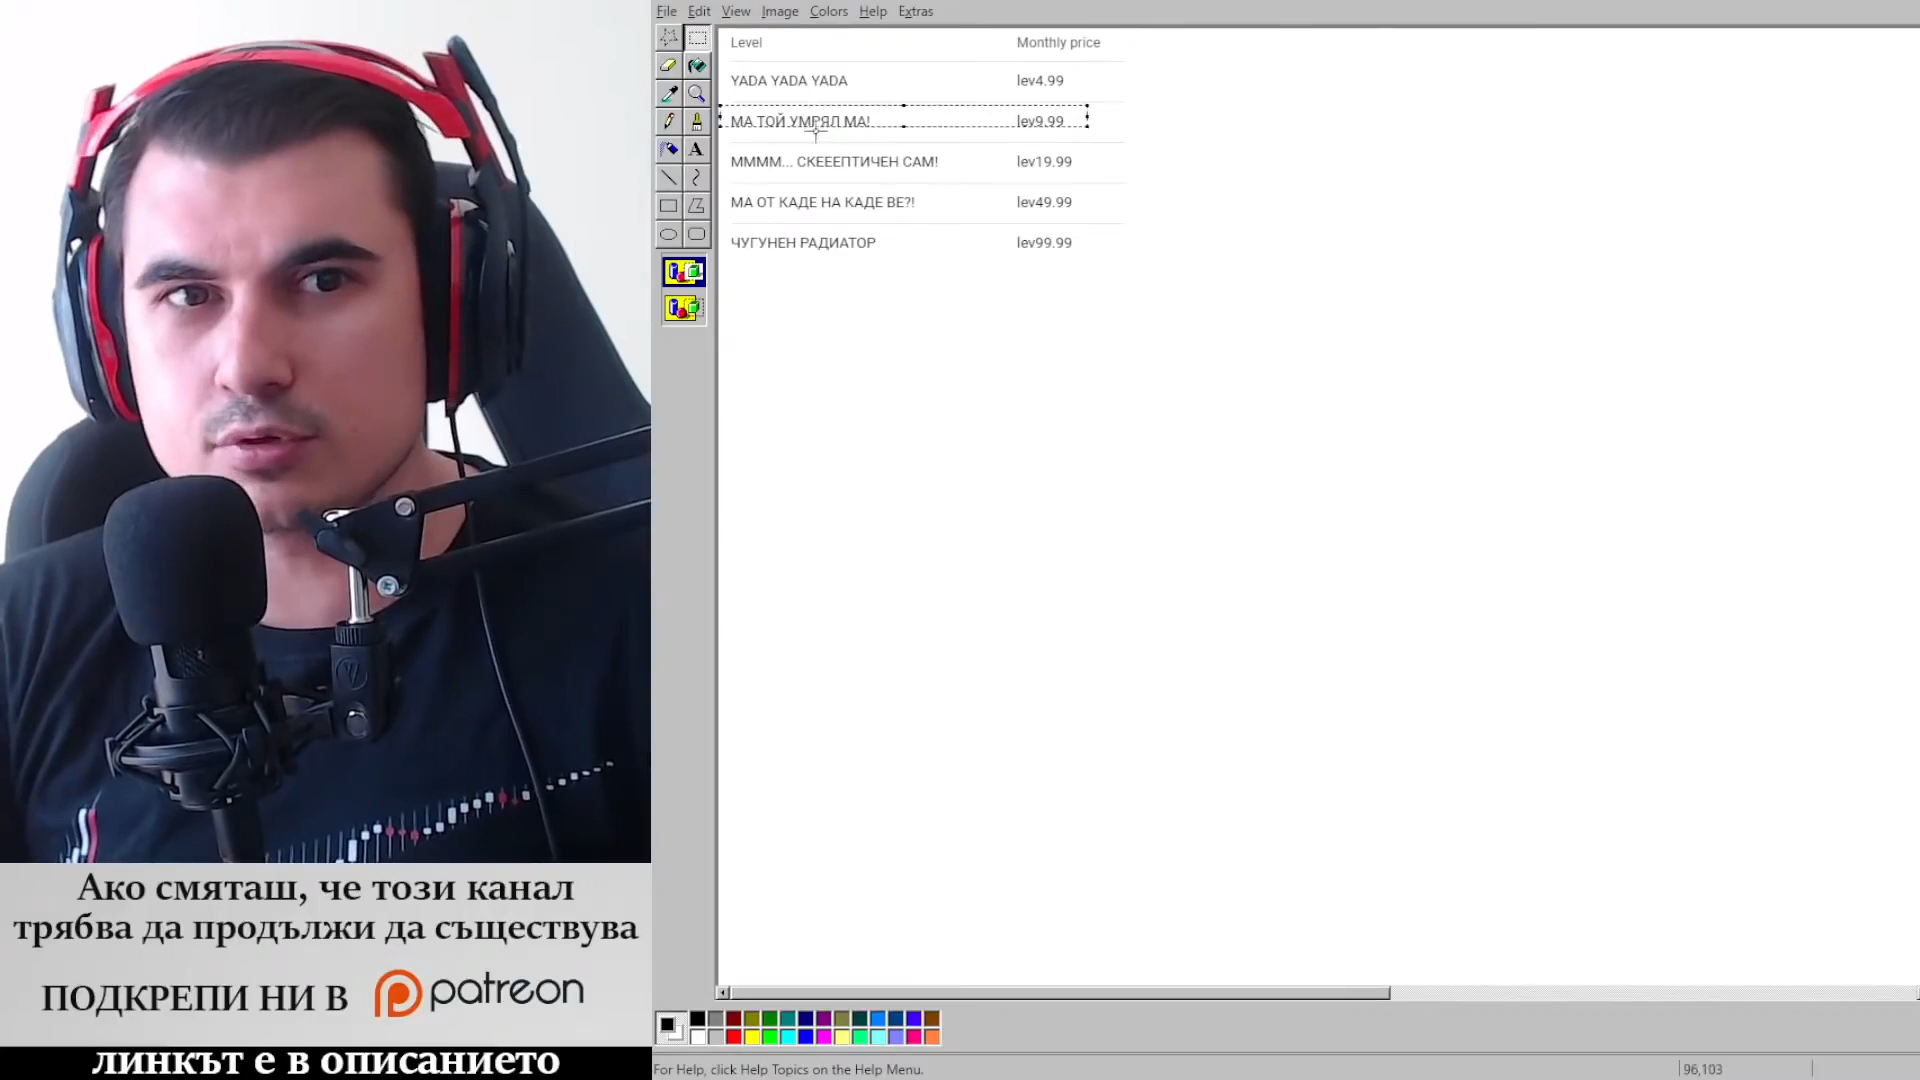 File Edit View Image Colors Help Extras
Level Monthly price
YADA YADA YADA lev4.99
МА ТОЙ УМРЯЛ МА! lev9.99
МММM... СКЕЕЕПТИЧЕН САМ! lev19.99
МА ОТ КАДЕ НА КАДЕ ВЕ?! lev49.99
ЧУГУНЕН РАДИАТОР lev99.99
Ако смяташ, че този канал
трябва да продължи да съществува
ПОДКРЕПИ НИ В patreon
линкът е в описанието
For Help, click Help Topics on the Help Menu. 96,103